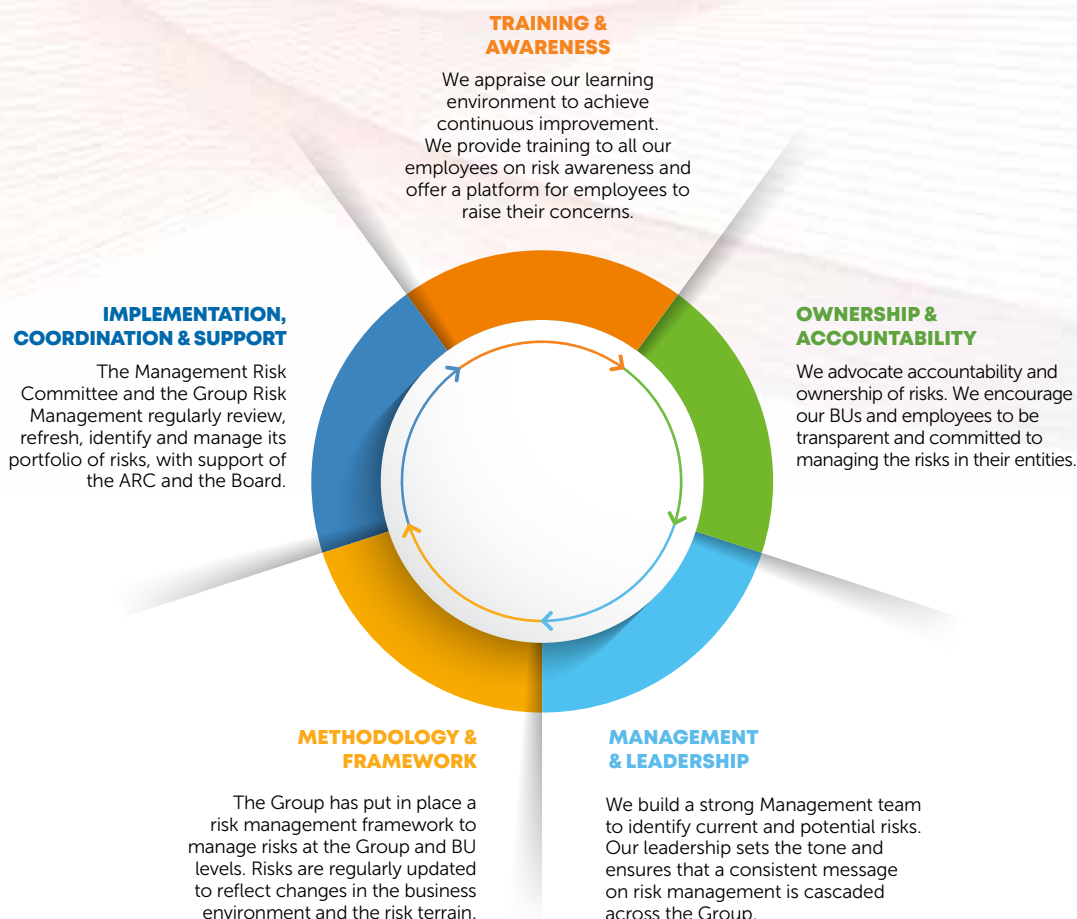 TRAINING &
AWARENESS
We appraise our learning
environment to achieve
continuous improvement.
We provide training to all our
employees on risk awareness and
offer a platform for employees to
raise their concerns.
IMPLEMENTATION,
COORDINATION & SUPPORT
The Management Risk
Committee and the Group Risk
Management regularly review,
refresh, identify and manage its
portfolio of risks, with support of
the ARC and the Board.
OWNERSHIP &
ACCOUNTABILITY
We advocate accountability and
ownership of risks. We encourage
our BUs and employees to be
transparent and committed to
managing the risks in their entities.
METHODOLOGY &
FRAMEWORK
The Group has put in place a
risk management framework to
manage risks at the Group and BU
levels. Risks are regularly updated
to reflect changes in the business
environment and the risk terrain.
MANAGEMENT
& LEADERSHIP
We build a strong Management team
to identify current and potential risks.
Our leadership sets the tone and
ensures that a consistent message
on risk management is cascaded
across the Group.